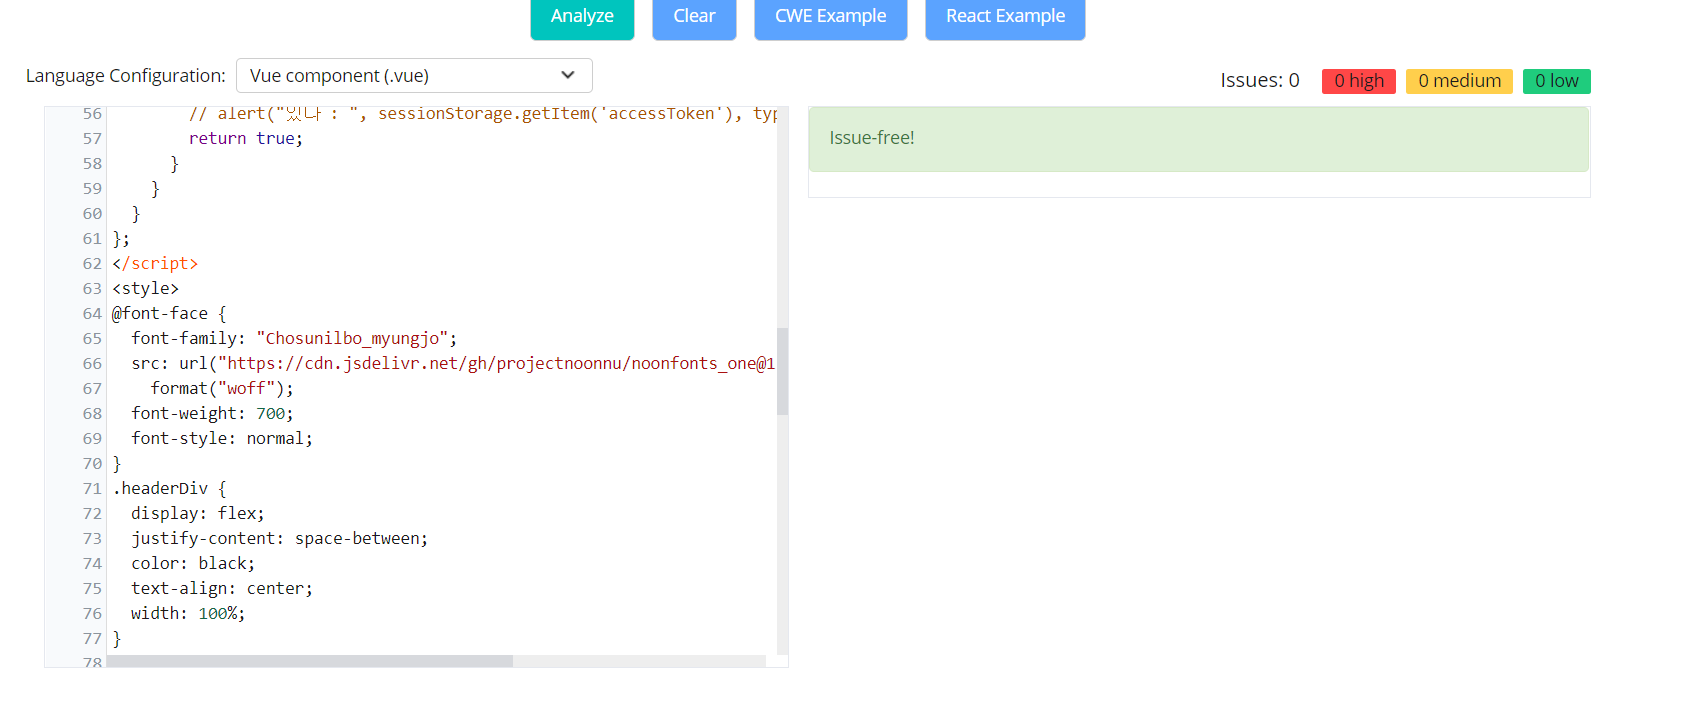 Analyze Clear CWE Example React Example
Language Configuration: Vue component (.vue)
Issues: 0 0 high 0 medium 0 low
56 // alert("있다 : ", sessionStorage.getItem('accessToken'), typ
57 return true;
58 }
59 }
60 }
61 };
62 </script>
63 <style>
64 @font-face {
65 font-family: "Chosunilbo_myungjo";
66 src: url("https://cdn.jsdelivr.net/gh/projectnoonnu/noonfonts_one@1
67 format("woff");
68 font-weight: 700;
69 font-style: normal;
70 }
71 .headerDiv {
72 display: flex;
73 justify-content: space-between;
74 color: black;
75 text-align: center;
76 width: 100%;
77 }
78
Issue-free!